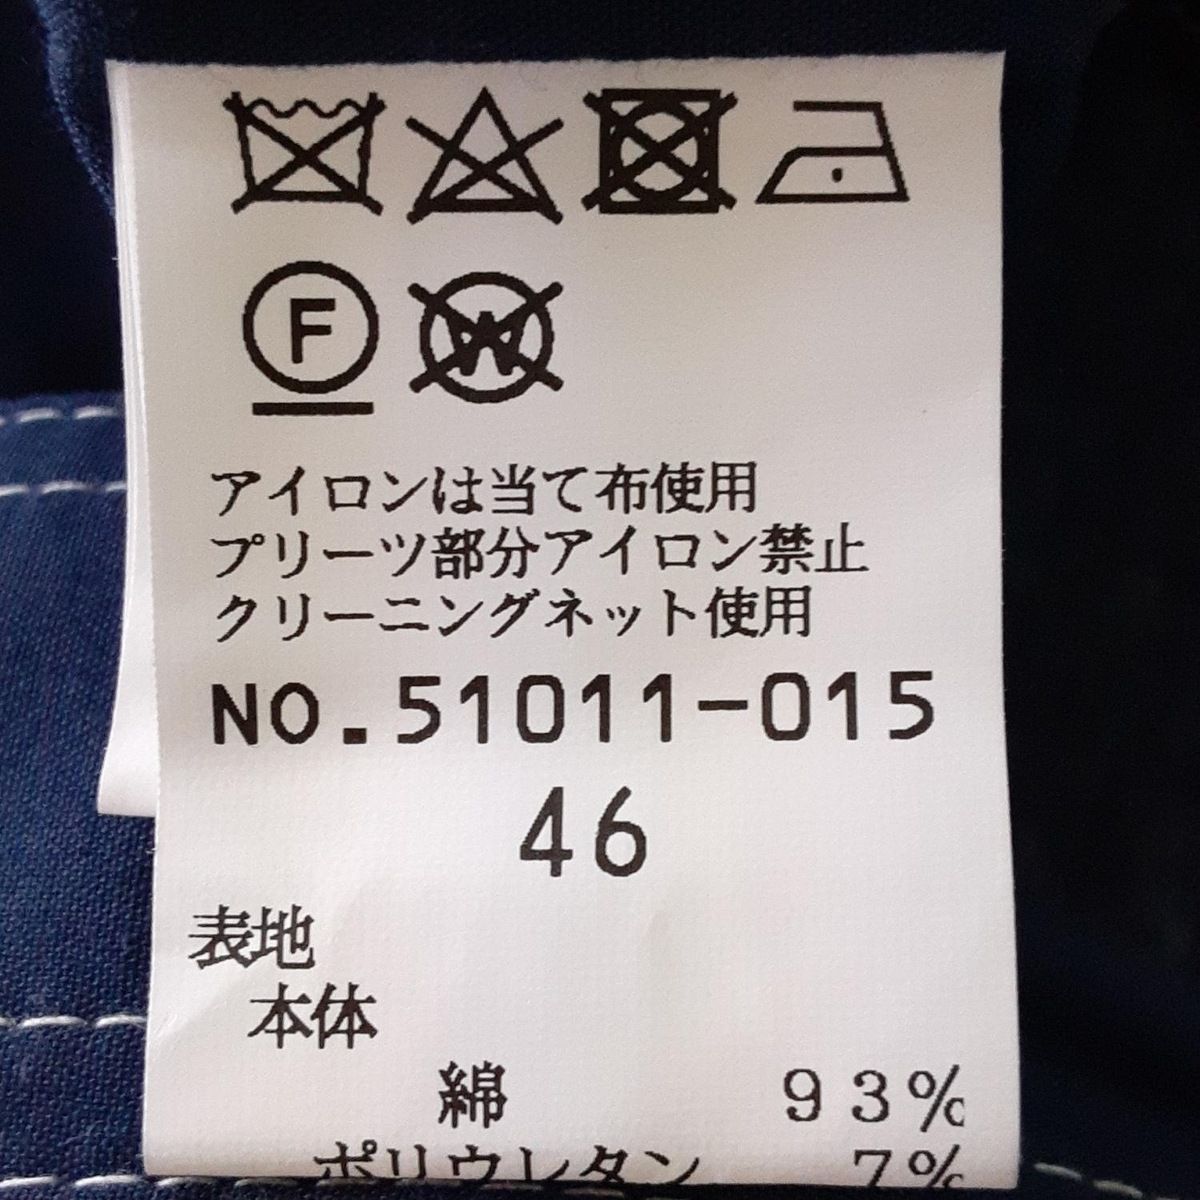 F
W
アイロンは当て布使用
プリーツ部分アイロン禁止
クリーニングネット使用
NO.51011-015
46
表地
本体
綿 93%
ポリウレタン 7%